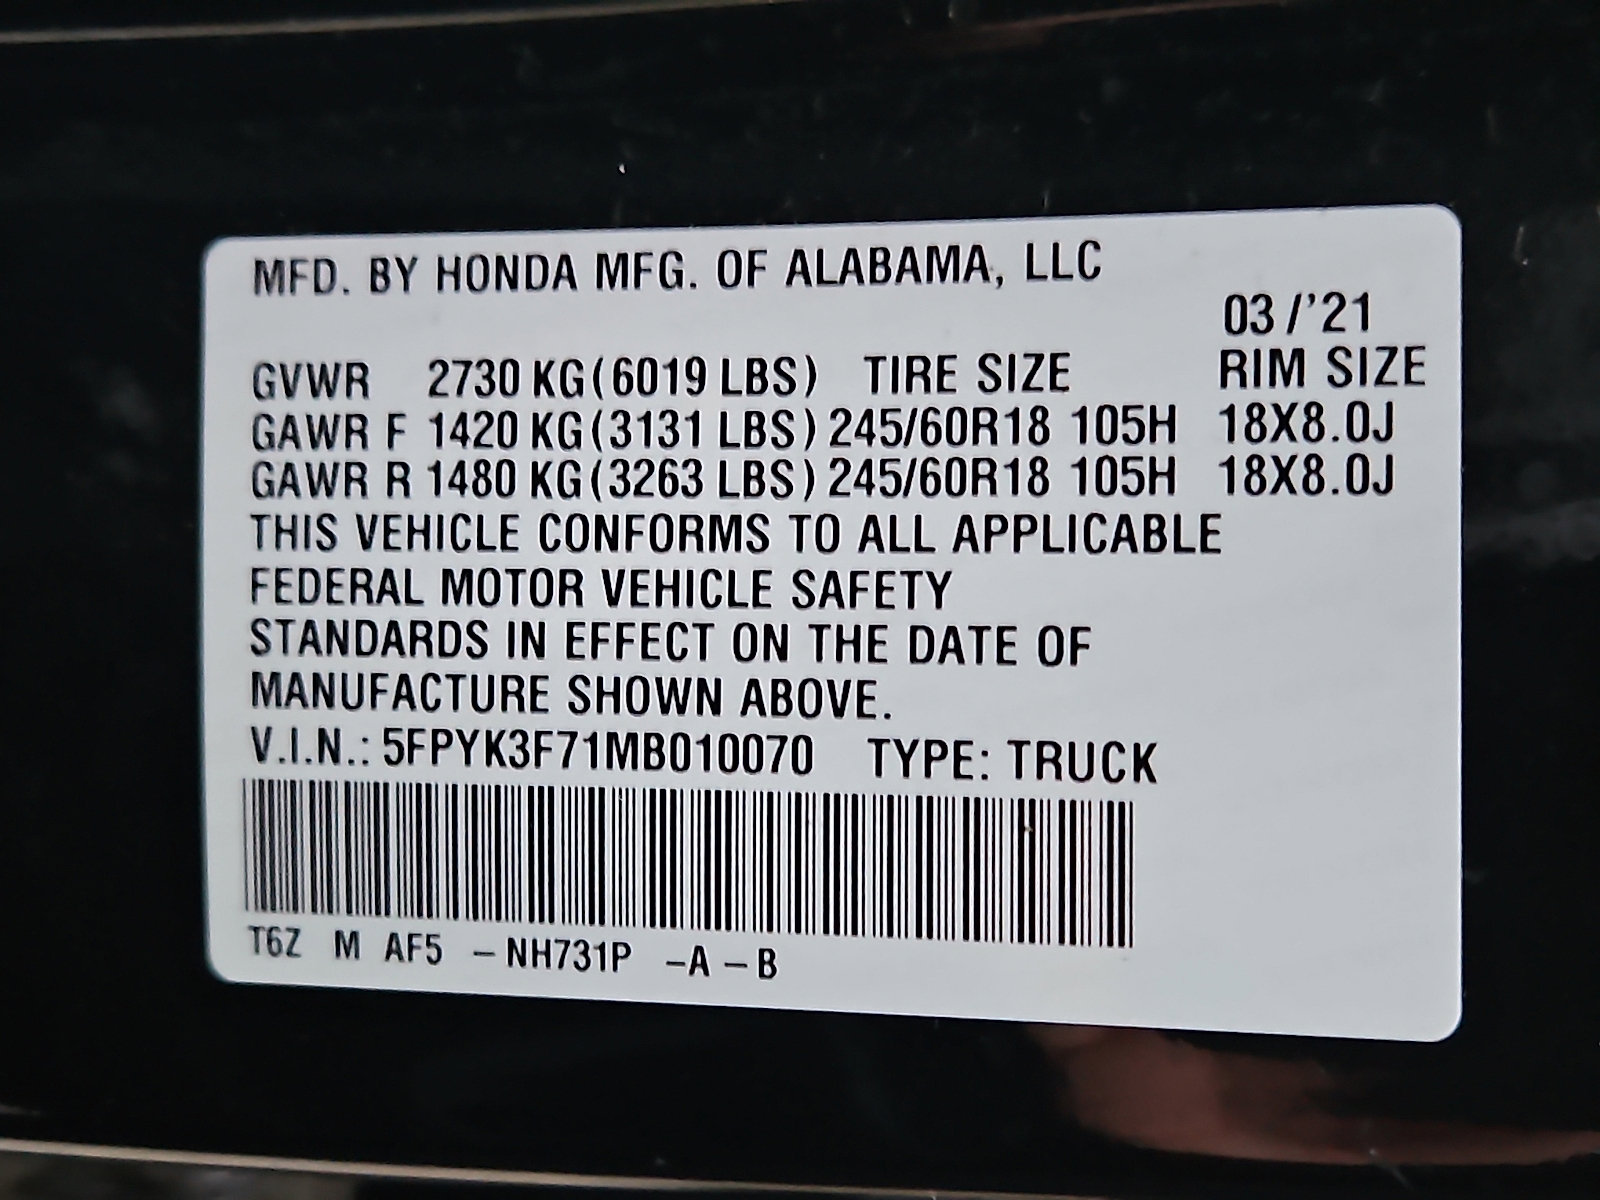 MFD. BY HONDA MFG. OF ALABAMA, LLC
03 /'21
GVWR 2730 KG (6019 LBS) TIRE SIZE RIM SIZE
GAWR F 1420 KG (3131 LBS) 245/60R18 105H 18X8.0J
GAWR R 1480 KG (3263 LBS) 245/60R18 105H 18X8.0J
THIS VEHICLE CONFORMS TO ALL APPLICABLE
FEDERAL MOTOR VEHICLE SAFETY
STANDARDS IN EFFECT ON THE DATE OF
MANUFACTURE SHOWN ABOVE.
V.I.N.: 5FPYK3F71MB010070 TYPE: TRUCK
T6Z M AF5 – NH731P –A – B